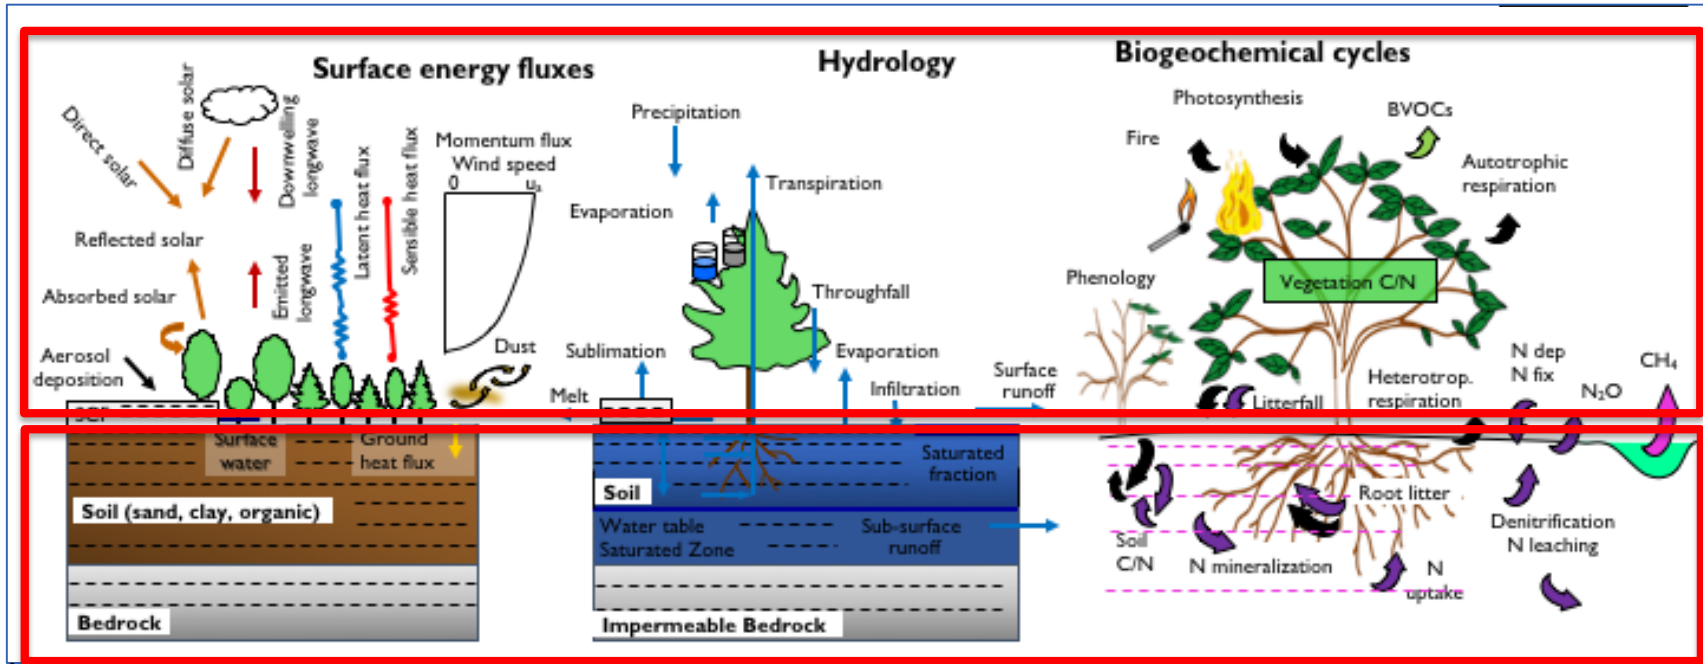 Surface energy fluxes
Direct solar
Diffuse solar
Downwelling
longwave
Reflected solar
Absorbed solar
Emitted
longwave
Latent heat flux
Sensible heat flux
Momentum flux
Wind speed
0
Dust
Aerosol
deposition
SCF
Surface
water
Ground
heat flux
Soil (sand, clay, organic)
Bedrock
Hydrology
Precipitation
Transpiration
Evaporation
Throughfall
Sublimation
Evaporation
Melt
Infiltration
Surface
runoff
Saturated
fraction
Soil
Water table
Saturated Zone
Sub-surface
runoff
Impermeable Bedrock
Biogeochemical cycles
Photosynthesis
BVOCs
Fire
Autotrophic
respiration
Vegetation C/N
Phenology
Litterfall
Heterotrop.
respiration
N dep
N fix
N₂O
CH₄
Root litter
Soil
C/N
N mineralization
N
uptake
Denitrification
N leaching